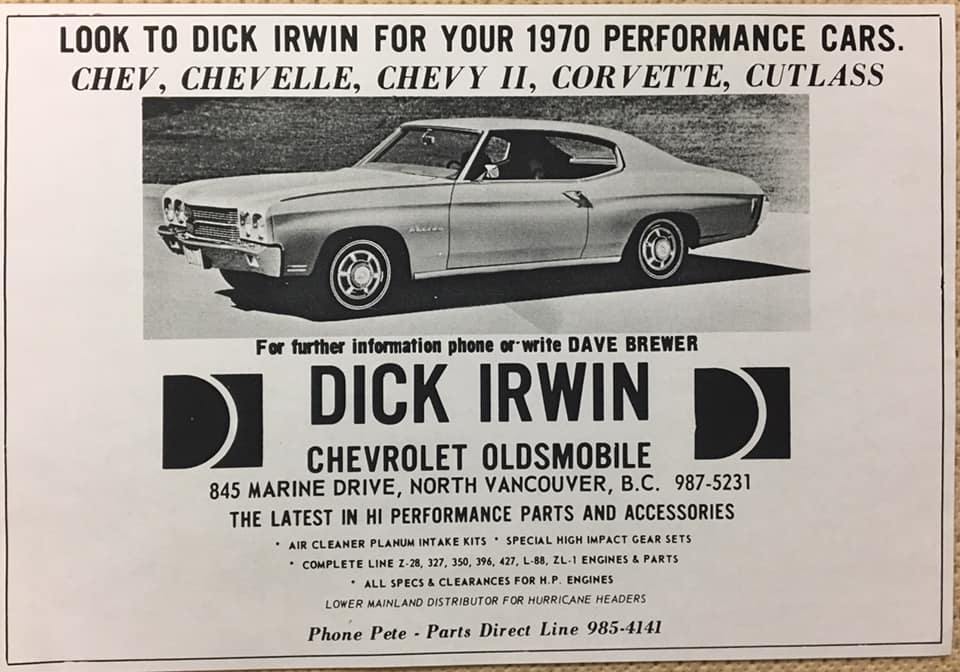 LOOK TO DICK IRWIN FOR YOUR 1970 PERFORMANCE CARS.
CHEV, CHEVELLE, CHEVY II, CORVETTE, CUTLASS
For further information phone or write DAVE BREWER
DICK IRWIN
CHEVROLET OLDSMOBILE
845 MARINE DRIVE, NORTH VANCOUVER, B.C. 987-5231
THE LATEST IN HI PERFORMANCE PARTS AND ACCESSORIES
* AIR CLEANER PLANUM INTAKE KITS * SPECIAL HIGH IMPACT GEAR SETS
* COMPLETE LINE Z-28, 327, 350, 396, 427, L-88, ZL-1 ENGINES & PARTS
* ALL SPECS & CLEARANCES FOR H.P. ENGINES
LOWER MAINLAND DISTRIBUTOR FOR HURRICANE HEADERS
Phone Pete - Parts Direct Line 985-4141